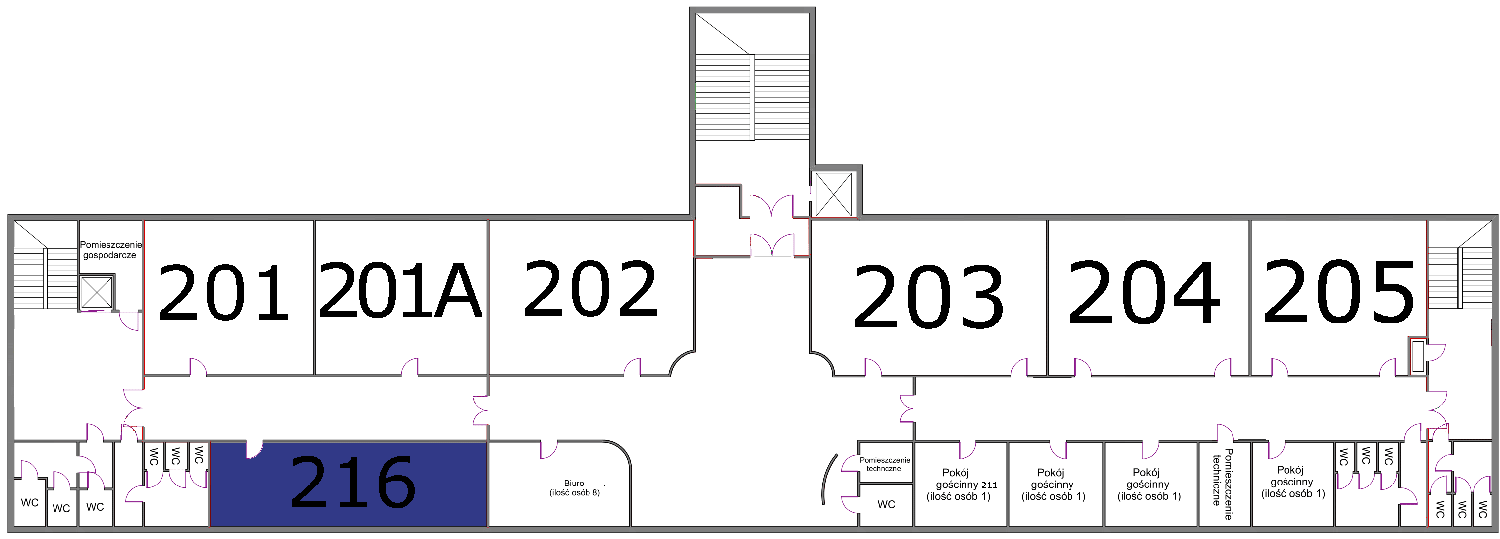 Pomieszczenie
gospodarcze
201
201A
202
203
204
205
WC
WC
WC
WC
WC
WC
216
Biuro
(ilość osób 8)
Pomieszczenie
techniczne
WC
Pokój
gościnny 211
(ilość osób 1)
Pokój
gościnny
(ilość osób 1)
Pokój
gościnny
(ilość osób 1)
Pomieszczenie
techniczne
Pokój
gościnny
(ilość osób 1)
WC
WC
WC
WC
WC
WC